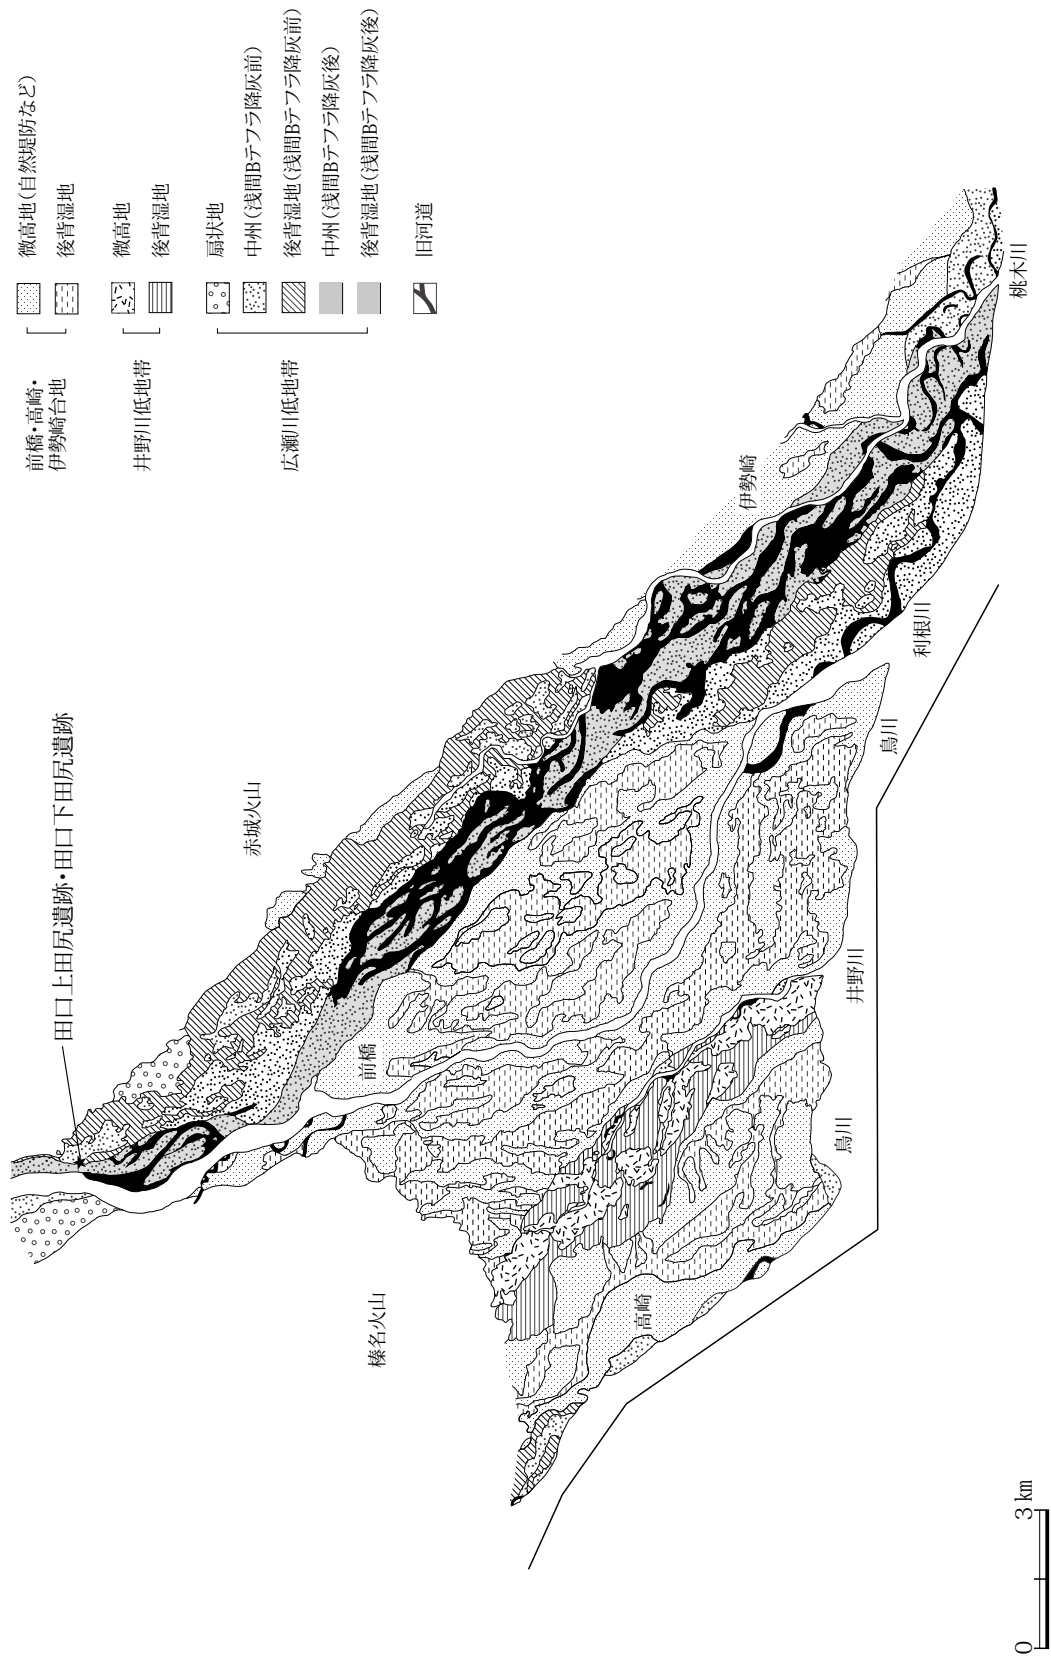 前橋・高崎・
伊勢崎台地
微高地(自然堤防など)
後背湿地
井野川低地帯
微高地
後背湿地
広瀬川低地帯
扇状地
中州(浅間Bテフラ降灰前)
後背湿地(浅間Bテフラ降灰前)
中州(浅間Bテフラ降灰後)
後背湿地(浅間Bテフラ降灰後)
旧河道
田口上田尻遺跡・田口下田尻遺跡
赤城火山
榛名火山
前橋
高崎
伊勢崎
桃木川
利根川
烏川
井野川
烏川
0
3 km